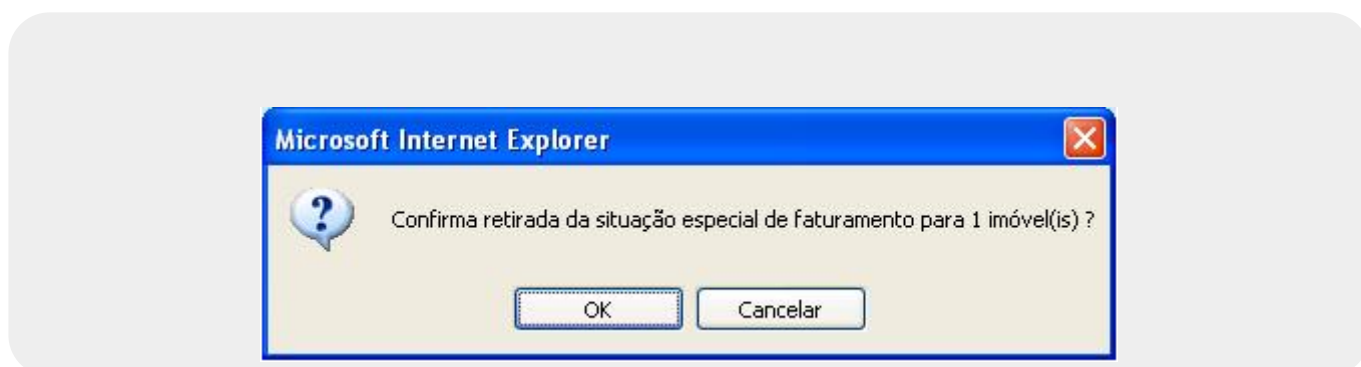 Microsoft Internet Explorer
Confirma retirada da situação especial de faturamento para 1 imóvel(is) ?
OK
Cancelar